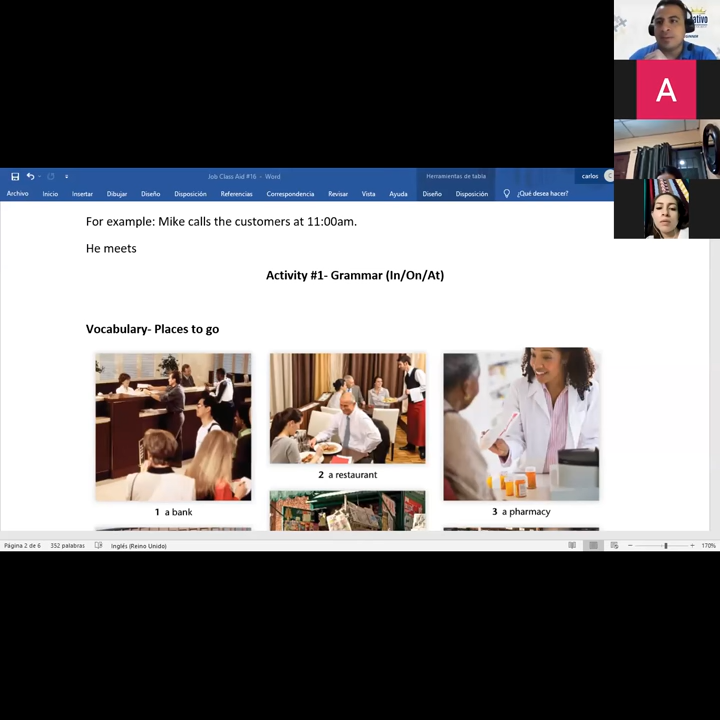 ativo
A
Job Class Aid #16 - Word
Herramientas de tabla
carlos
C
Archivo Inicio Insertar Dibujar Diseño Disposición Referencias Correspondencia Revisar Vista Ayuda Diseño Disposición ¿Qué desea hacer?
For example: Mike calls the customers at 11:00am.
He meets
Activity #1- Grammar (In/On/At)
Vocabulary- Places to go
2 a restaurant
1 a bank
3 a pharmacy
Página 2 de 6 352 palabras Inglés (Reino Unido) 170%